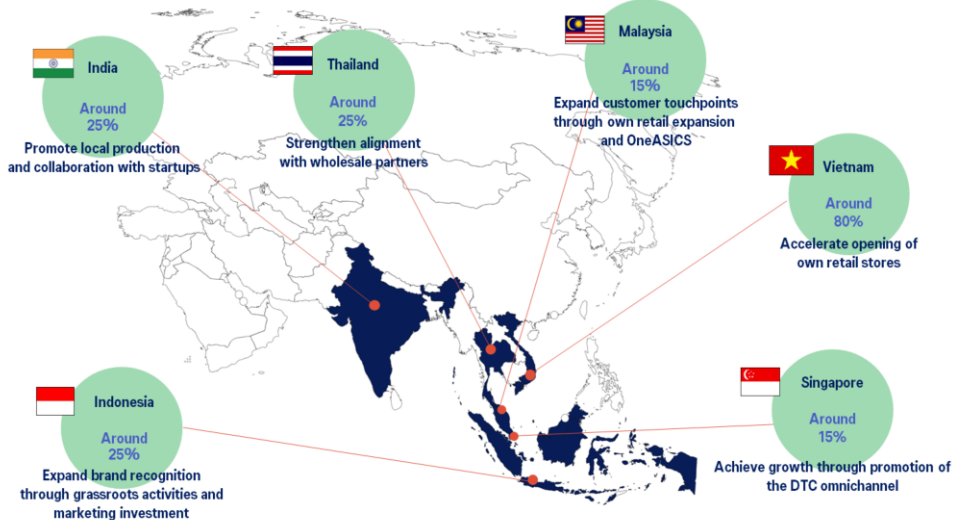 India
Around
25%
Promote local production
and collaboration with startups
Thailand
Around
25%
Strengthen alignment
with wholesale partners
Malaysia
Around
15%
Expand customer touchpoints
through own retail expansion
and OneASICS
Vietnam
Around
80%
Accelerate opening of
own retail stores
Indonesia
Around
25%
Expand brand recognition
through grassroots activities and
marketing investment
Singapore
Around
15%
Achieve growth through promotion of
the DTC omnichannel